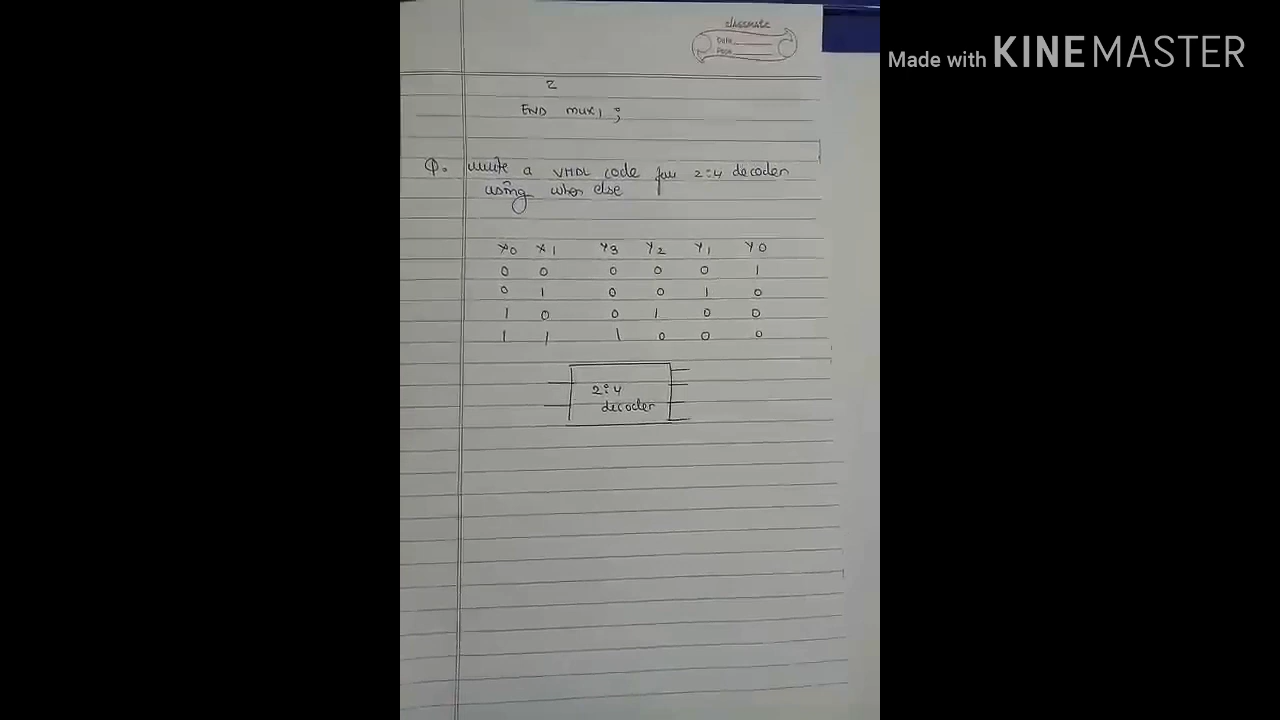 Made with KINEMASTER
classmate
Date
Page
2
END mux1 ;
Q. write a VHDL code for 2:4 decoder
using when else
x0 x1 Y3 Y2 Y1 Y0
0 0 0 0 0 1
0 1 0 0 1 0
1 0 0 1 0 0
1 1 1 0 0 0
2:4
decoder